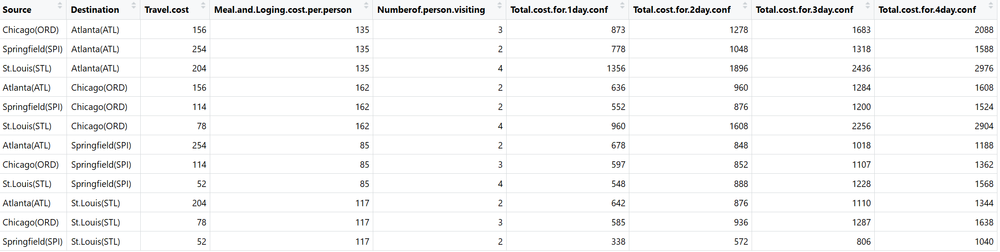 Source Destination Travel.cost Meal.and.Loging.cost.per.person Numberof.person.visiting Total.cost.for.1day.conf Total.cost.for.2day.conf Total.cost.for.3day.conf Total.cost.for.4day.conf
Chicago(ORD) Atlanta(ATL) 156 135 3 873 1278 1683 2088
Springfield(SPI) Atlanta(ATL) 254 135 2 778 1048 1318 1588
St.Louis(STL) Atlanta(ATL) 204 135 4 1356 1896 2436 2976
Atlanta(ATL) Chicago(ORD) 156 162 2 636 960 1284 1608
Springfield(SPI) Chicago(ORD) 114 162 2 552 876 1200 1524
St.Louis(STL) Chicago(ORD) 78 162 4 960 1608 2256 2904
Atlanta(ATL) Springfield(SPI) 254 85 2 678 848 1018 1188
Chicago(ORD) Springfield(SPI) 114 85 3 597 852 1107 1362
St.Louis(STL) Springfield(SPI) 52 85 4 548 888 1228 1568
Atlanta(ATL) St.Louis(STL) 204 117 2 642 876 1110 1344
Chicago(ORD) St.Louis(STL) 78 117 3 585 936 1287 1638
Springfield(SPI) St.Louis(STL) 52 117 2 338 572 806 1040